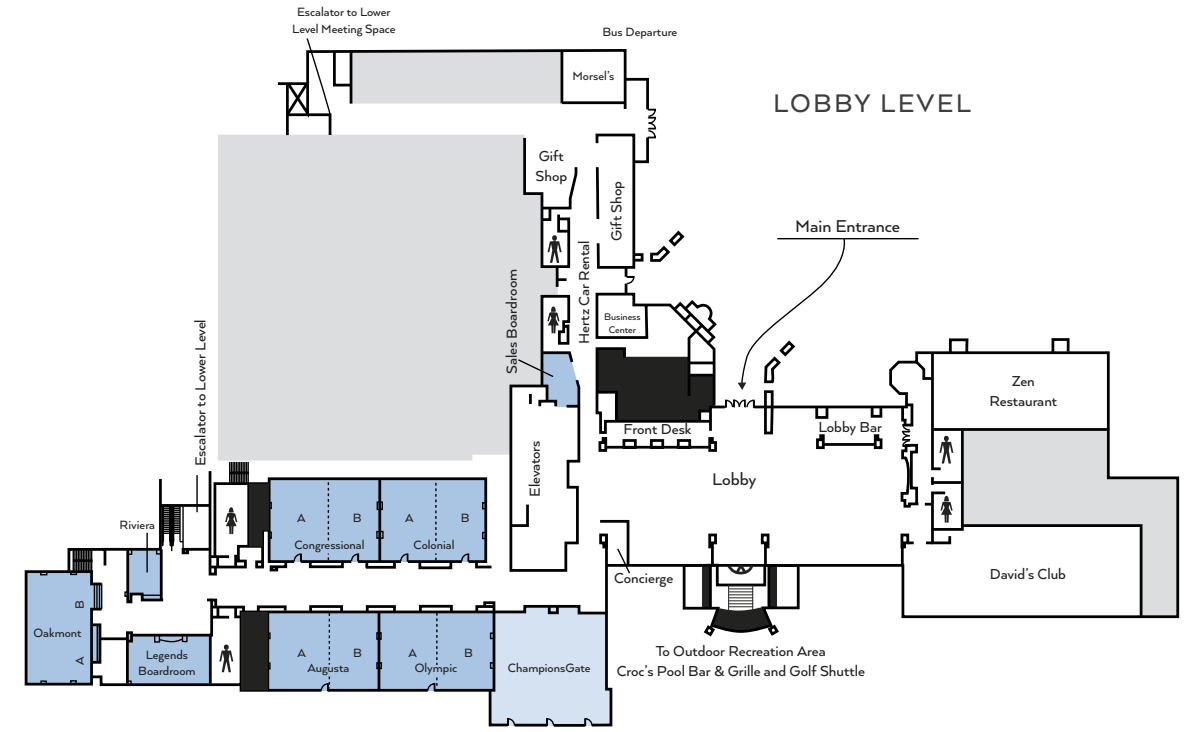 Escalator to Lower
Level Meeting Space
Bus Departure
Morsel's
LOBBY LEVEL
Gift
Shop
Gift Shop
Main Entrance
Hertz Car Rental
Sales Boardroom
Business
Center
Escalator to Lower Level
Zen
Restaurant
Front Desk
Lobby Bar
Elevators
Lobby
Riviera
A
B
Congressional
A
B
Colonial
Concierge
David's Club
B
Oakmont
A
Legends
Boardroom
A
B
Augusta
A
B
Olympic
ChampionsGate
To Outdoor Recreation Area
Croc's Pool Bar & Grille and Golf Shuttle